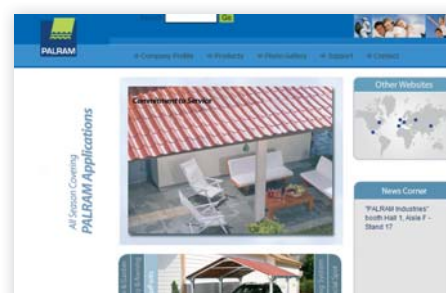 Go
PALRAM
Company Profile
Products
Photo Gallery
Support
Contact
Commitment to Service
All Season Covering
PALRAM Applications
Other Websites
News Corner
"PALRAM Industries"
booth Hall 1, Aisle F -
Stand 17